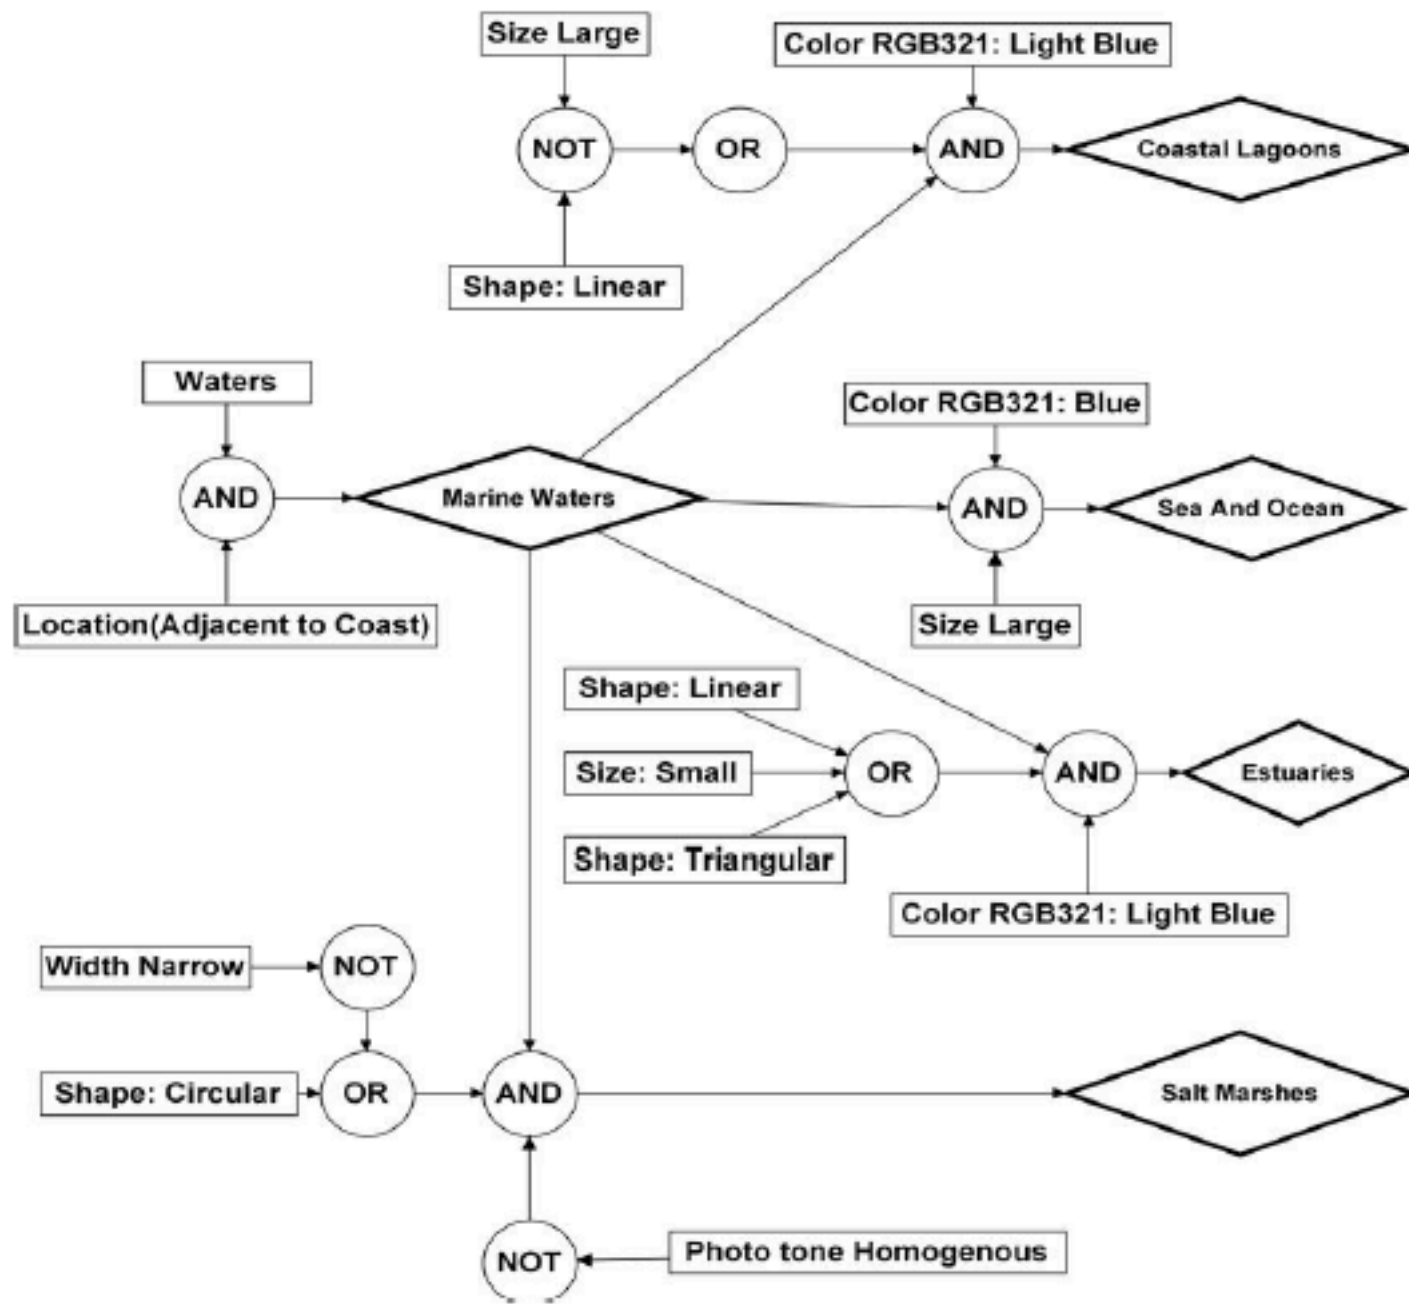 Size Large
Color RGB321: Light Blue
NOT
OR
AND
Coastal Lagoons
Shape: Linear
Waters
Color RGB321: Blue
AND
Marine Waters
AND
Sea And Ocean
Location(Adjacent to Coast)
Size Large
Shape: Linear
Size: Small
OR
AND
Estuaries
Shape: Triangular
Color RGB321: Light Blue
Width Narrow
NOT
Shape: Circular
OR
AND
Salt Marshes
NOT
Photo tone Homogenous